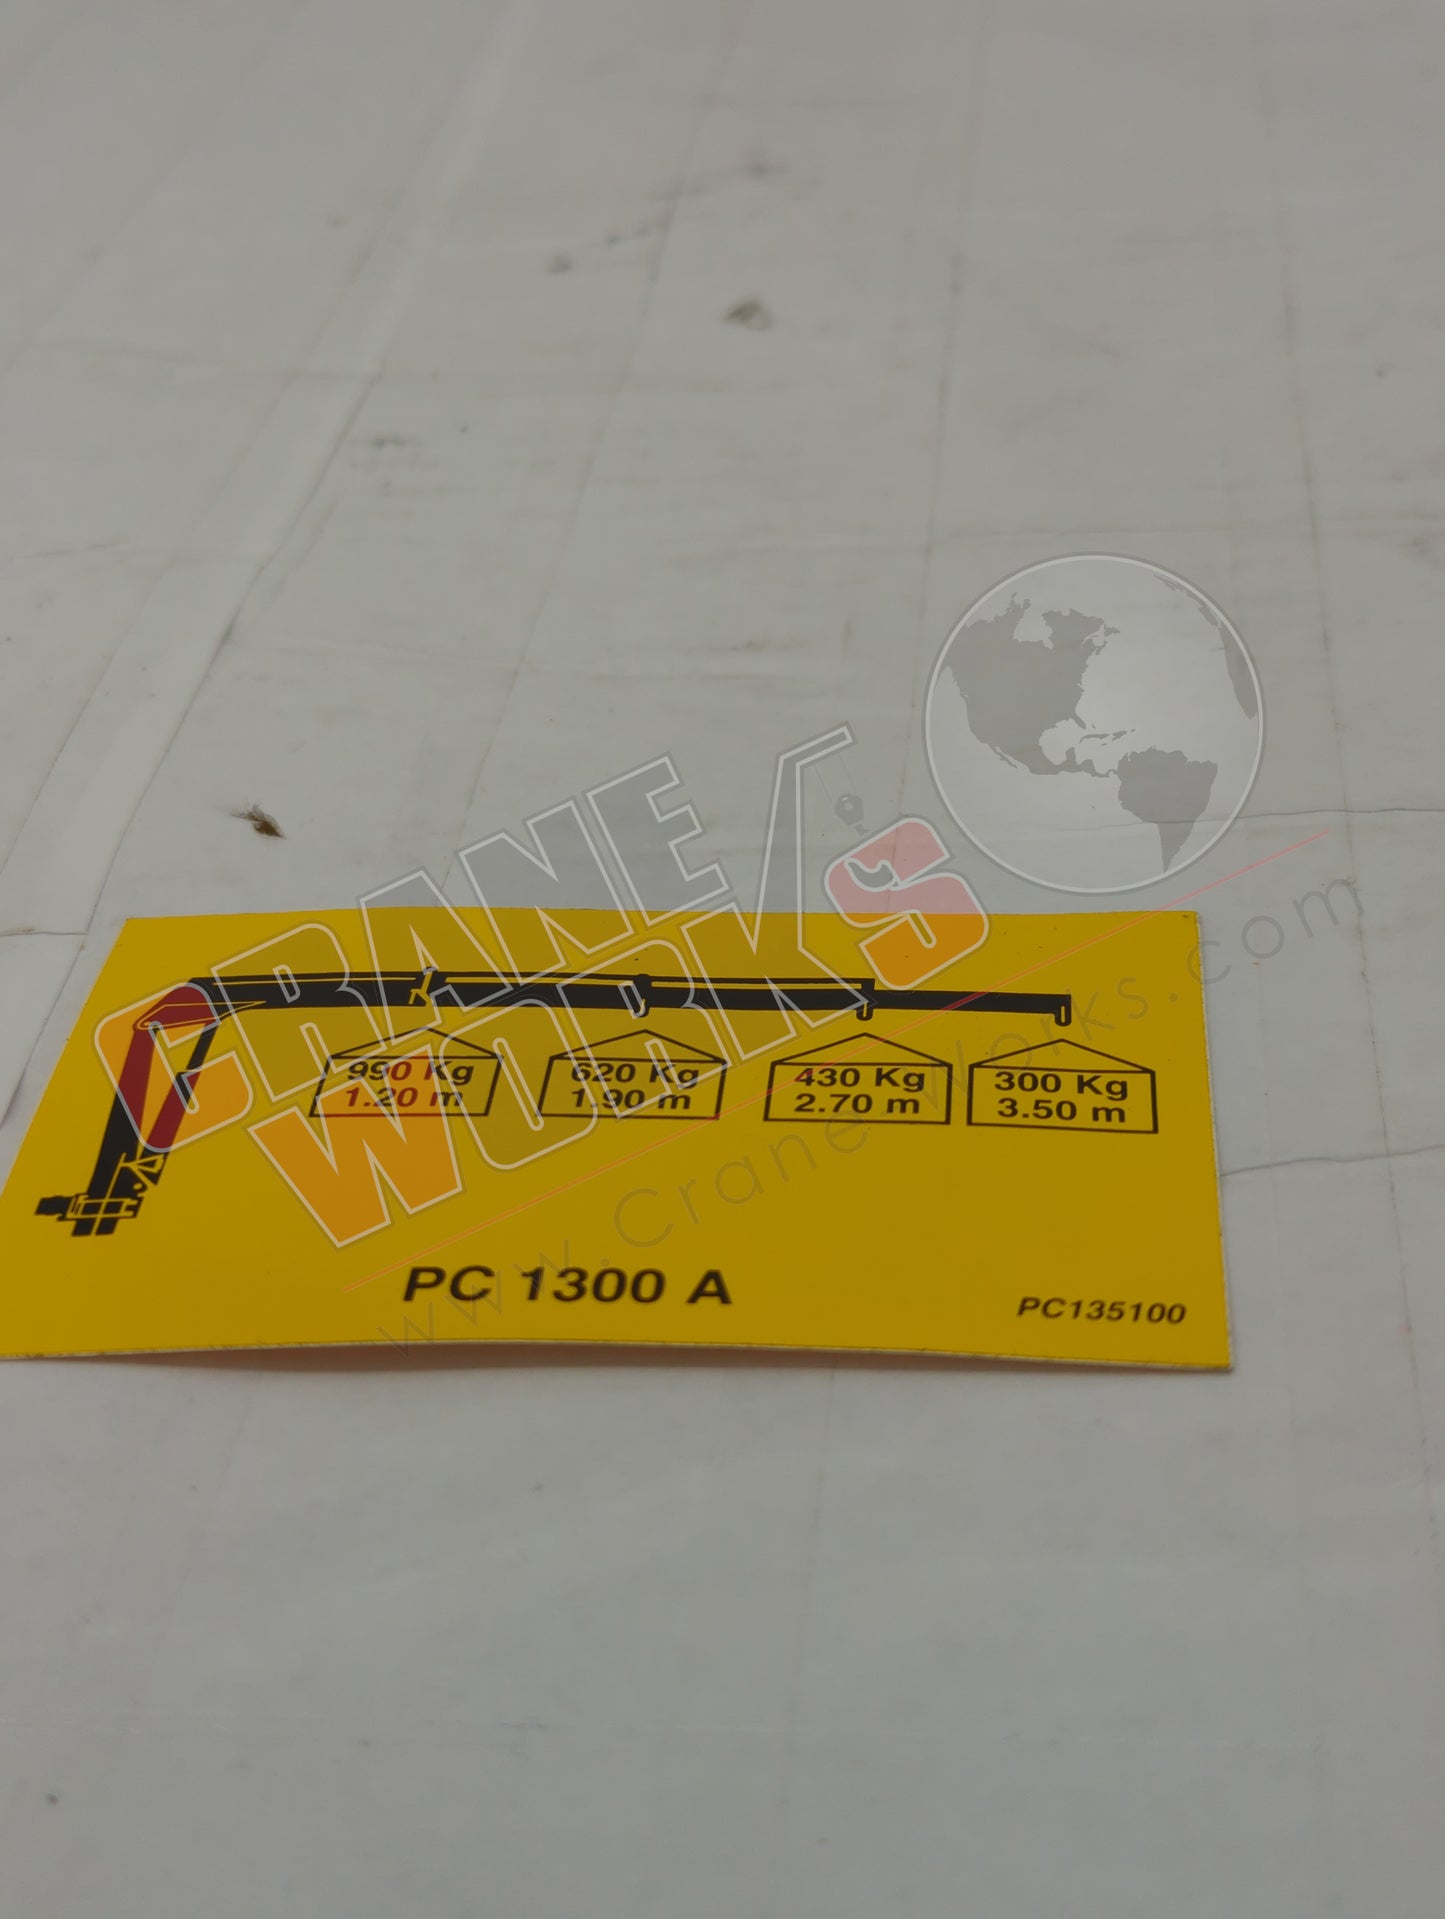 CRANE
WORKS
990 Kg
1.20 m
620 Kg
1.90 m
430 Kg
2.70 m
300 Kg
3.50 m
PC 1300 A
PC135100
www.CraneWorks.com